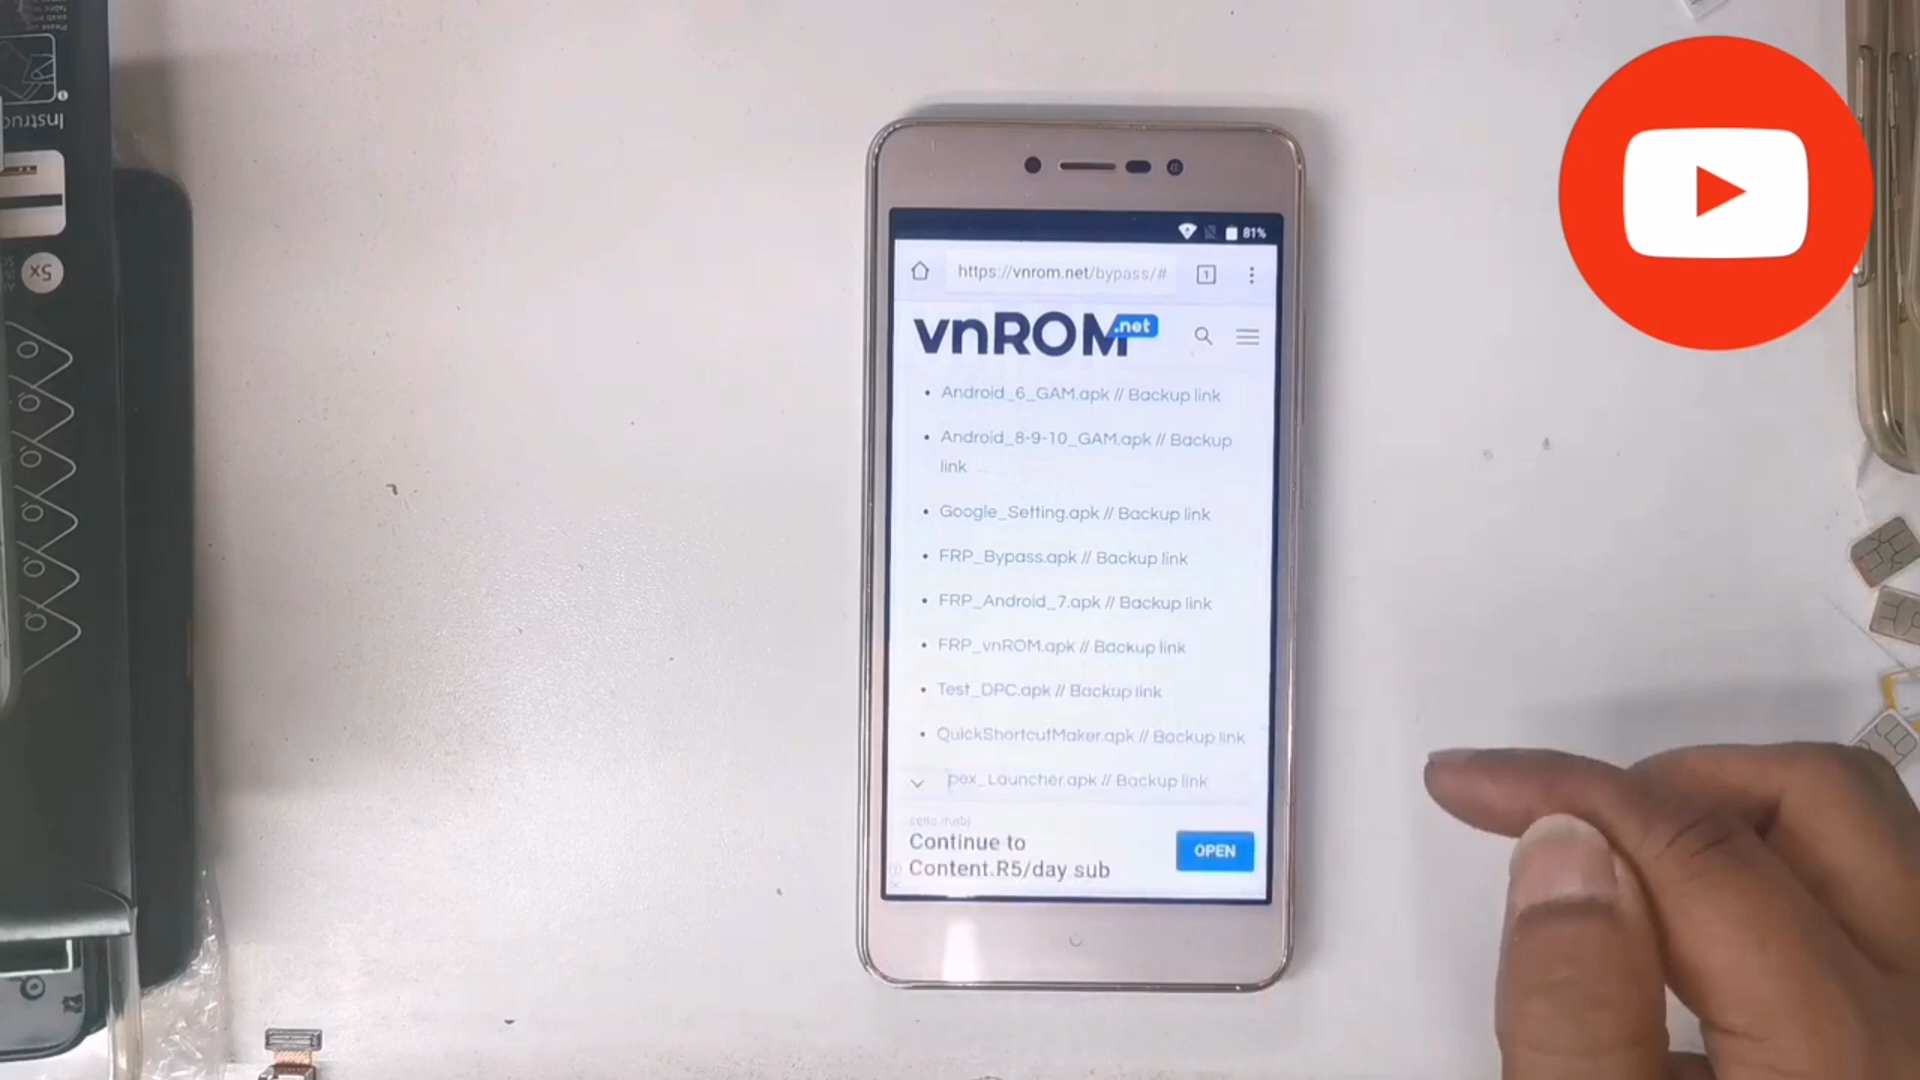 Instruc
5x
81%
https://vnrom.net/bypass/#
1
vnROM.net
Android_6_GAM.apk // Backup link
Android_8-9-10_GAM.apk // Backup
link
Google_Setting.apk // Backup link
FRP_Bypass.apk // Backup link
FRP_Android_7.apk // Backup link
FRP_vnROM.apk // Backup link
Test_DPC.apk // Backup link
QuickShortcutMaker.apk // Backup link
pex_Launcher.apk // Backup link
Continue to
Content.R5/day sub
OPEN